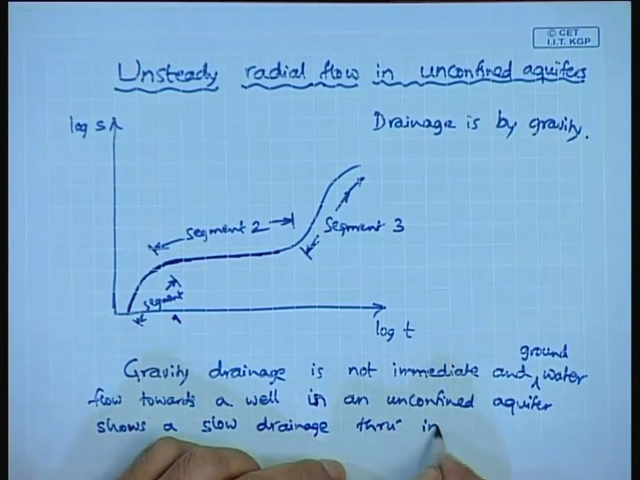 © CET
I.I.T. KGP
Unsteady radial flow in unconfined aquifers
Drainage is by gravity.
log s
Segment 2
Segment 3
Segment
1
log t
ground
Gravity drainage is not immediate and water
flow towards a well in an unconfined aquifer
shows a slow drainage thru in